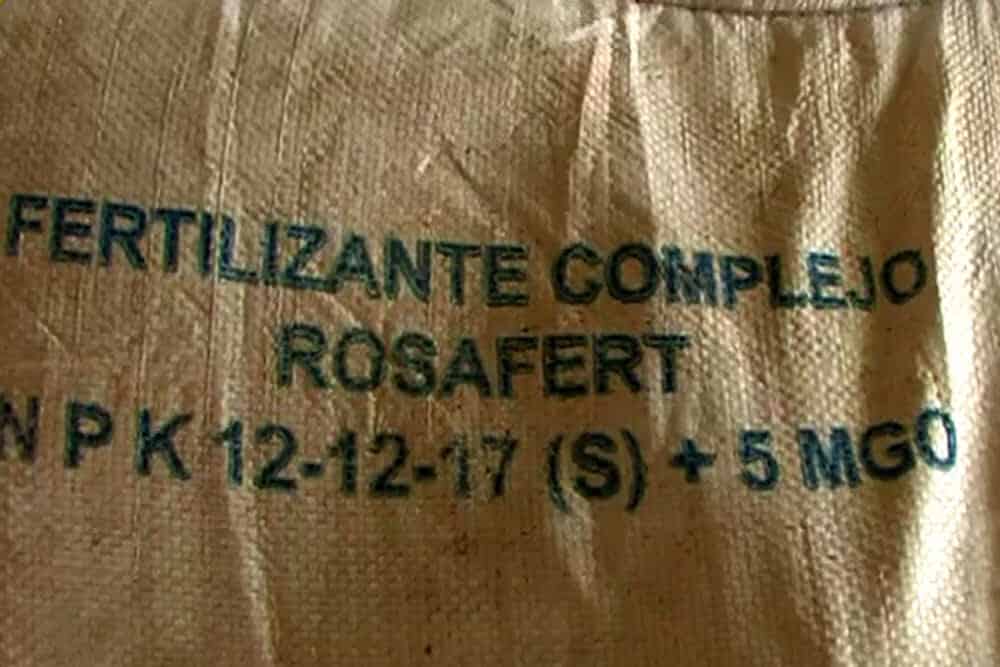 FERTILIZANTE COMPLEJO
ROSAFERT
N P K 12-12-17 (S) + 5 MGO